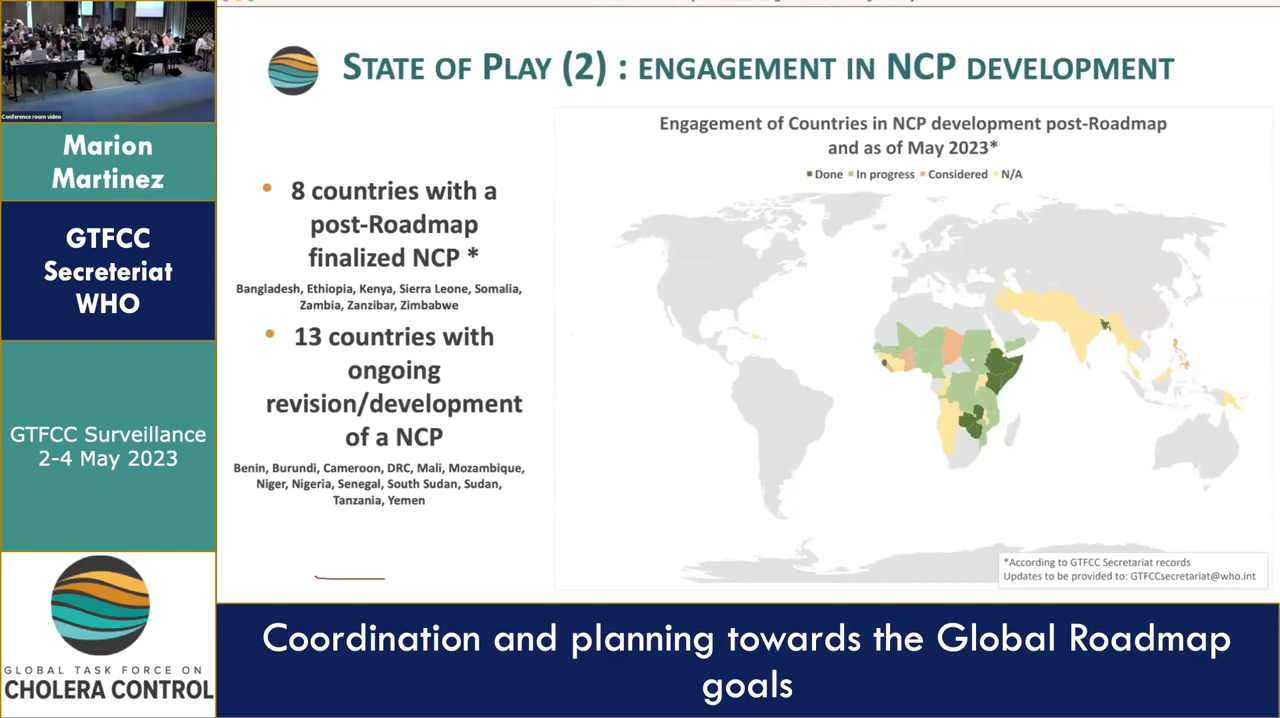 Conference room video
Marion
Martinez
GTFCC
Secreteriat
WHO
GTFCC Surveillance
2-4 May 2023
GLOBAL TASK FORCE ON
CHOLERA CONTROL
STATE OF PLAY (2) : ENGAGEMENT IN NCP DEVELOPMENT
8 countries with a
post-Roadmap
finalized NCP *
Bangladesh, Ethiopia, Kenya, Sierra Leone, Somalia,
Zambia, Zanzibar, Zimbabwe
13 countries with
ongoing
revision/development
of a NCP
Benin, Burundi, Cameroon, DRC, Mali, Mozambique,
Niger, Nigeria, Senegal, South Sudan, Sudan,
Tanzania, Yemen
Engagement of Countries in NCP development post-Roadmap
and as of May 2023*
Done In progress Considered N/A
*According to GTFCC Secretariat records
Updates to be provided to: GTFCCsecretariat@who.int
Coordination and planning towards the Global Roadmap
goals